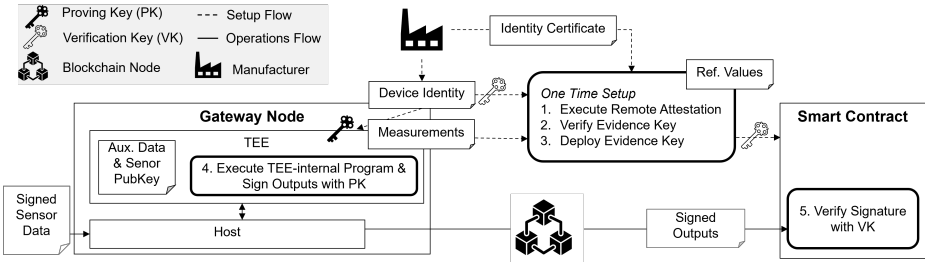 Proving Key (PK)
Setup Flow
Verification Key (VK)
Operations Flow
Blockchain Node
Manufacturer
Identity Certificate
Ref. Values
Device Identity
One Time Setup
1. Execute Remote Attestation
2. Verify Evidence Key
3. Deploy Evidence Key
Gateway Node
Measurements
Smart Contract
TEE
Aux. Data
& Senor
PubKey
4. Execute TEE-internal Program &
Sign Outputs with PK
Signed
Sensor
Data
Host
Signed
Outputs
5. Verify Signature
with VK